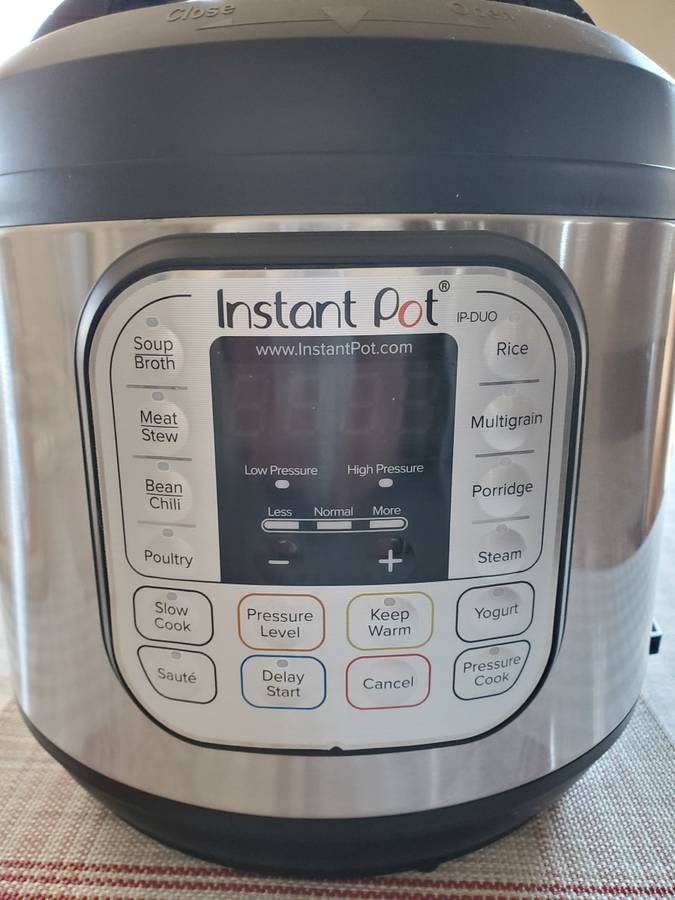 Close Open
Instant Pot®
IP-DUO
www.InstantPot.com
Soup
Broth
Meat
Stew
Bean
Chili
Poultry
Low Pressure High Pressure
Less Normal More
- +
Rice
Multigrain
Porridge
Steam
Slow
Cook
Pressure
Level
Keep
Warm
Yogurt
Sauté
Delay
Start
Cancel
Pressure
Cook